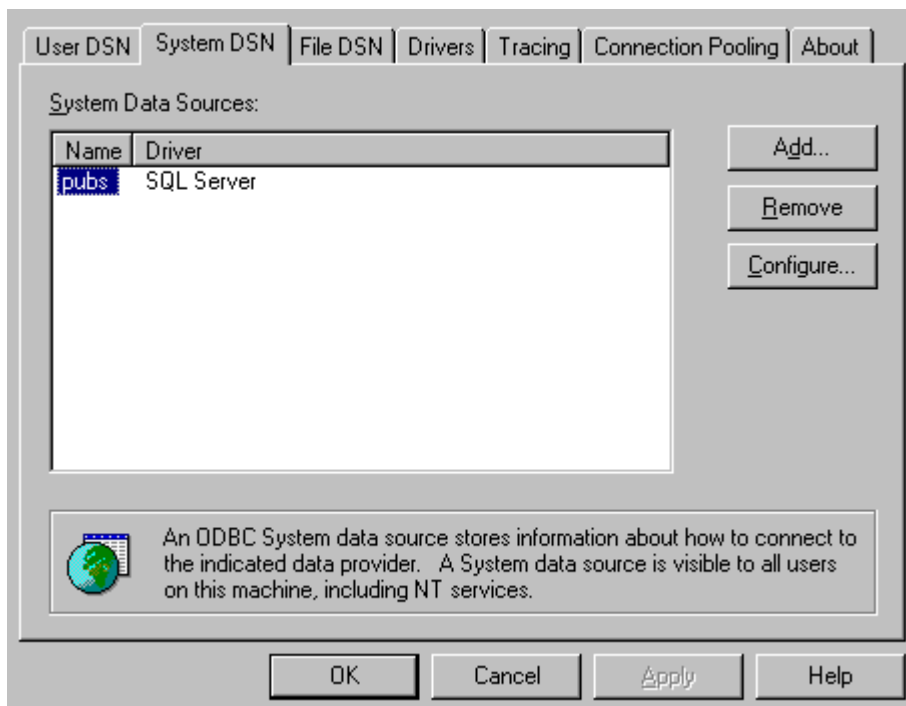 User DSN System DSN File DSN Drivers Tracing Connection Pooling About
System Data Sources:
Name Driver
pubs SQL Server
Add...
Remove
Configure...
An ODBC System data source stores information about how to connect to
the indicated data provider. A System data source is visible to all users
on this machine, including NT services.
OK Cancel Apply Help